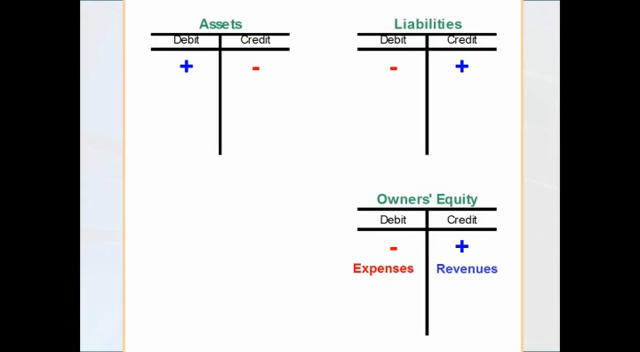 Assets
Debit Credit
+ -
Liabilities
Debit Credit
- +
Owners' Equity
Debit Credit
- +
Expenses Revenues